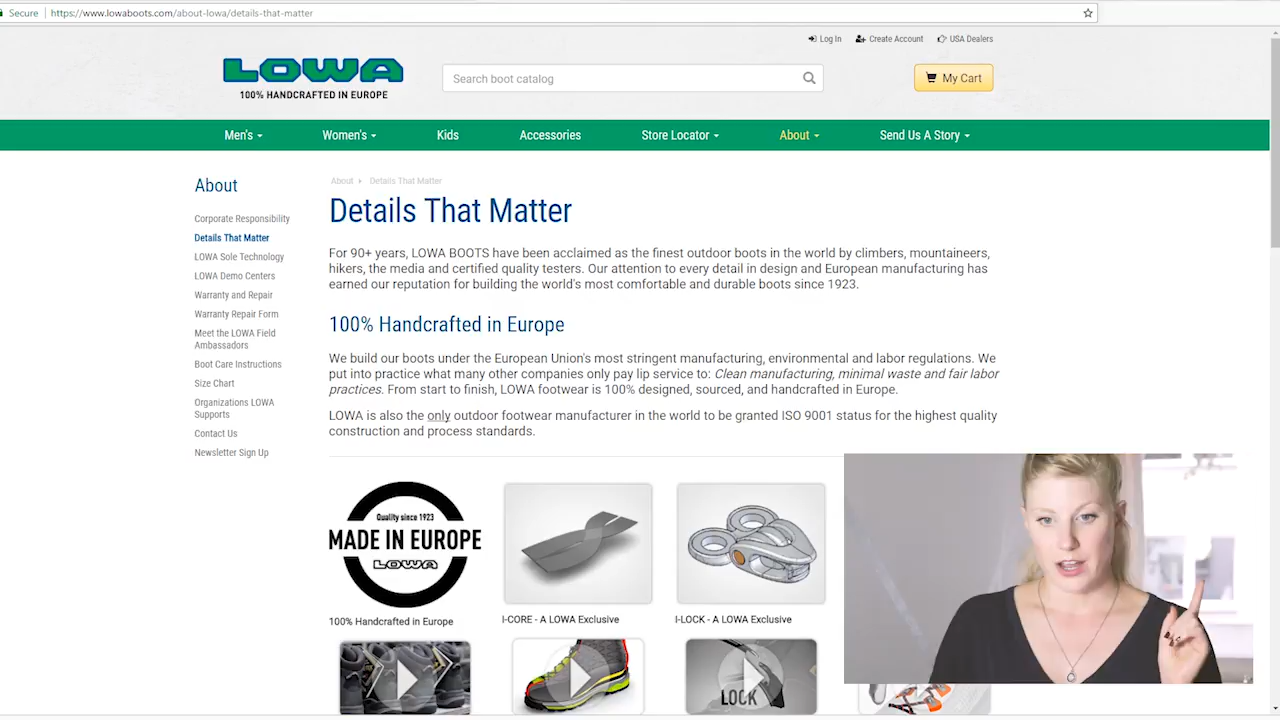 Secure https://www.lowaboots.com/about-lowa/details-that-matter
Log In Create Account USA Dealers
LOWA
100% HANDCRAFTED IN EUROPE
Search boot catalog
My Cart
Men's Women's Kids Accessories Store Locator About Send Us A Story
About
Corporate Responsibility
Details That Matter
LOWA Sole Technology
LOWA Demo Centers
Warranty and Repair
Warranty Repair Form
Meet the LOWA Field
Ambassadors
Boot Care Instructions
Size Chart
Organizations LOWA
Supports
Contact Us
Newsletter Sign Up
About Details That Matter
Details That Matter
For 90+ years, LOWA BOOTS have been acclaimed as the finest outdoor boots in the world by climbers, mountaineers,
hikers, the media and certified quality testers. Our attention to every detail in design and European manufacturing has
earned our reputation for building the world's most comfortable and durable boots since 1923.
100% Handcrafted in Europe
We build our boots under the European Union's most stringent manufacturing, environmental and labor regulations. We
put into practice what many other companies only pay lip service to: Clean manufacturing, minimal waste and fair labor
practices. From start to finish, LOWA footwear is 100% designed, sourced, and handcrafted in Europe.
LOWA is also the only outdoor footwear manufacturer in the world to be granted ISO 9001 status for the highest quality
construction and process standards.
Quality since 1923
MADE IN EUROPE
LOWA
100% Handcrafted in Europe
I-CORE - A LOWA Exclusive
I-LOCK - A LOWA Exclusive
LOCK